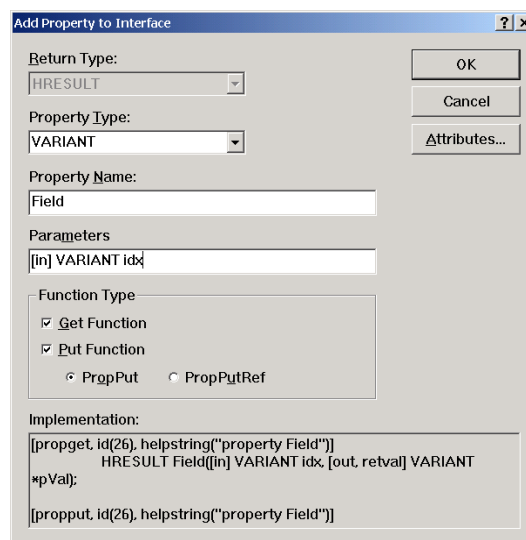 Add Property to Interface
Return Type:
OK
HRESULT
Cancel
Property Type:
VARIANT
Attributes...
Property Name:
Field
Parameters
[in] VARIANT idx
Function Type
Get Function
Put Function
PropPut PropPutRef
Implementation:
[propget, id(26), helpstring("property Field")]
HRESULT Field([in] VARIANT idx, [out, retval] VARIANT
*pVal);
[propput, id(26), helpstring("property Field")]